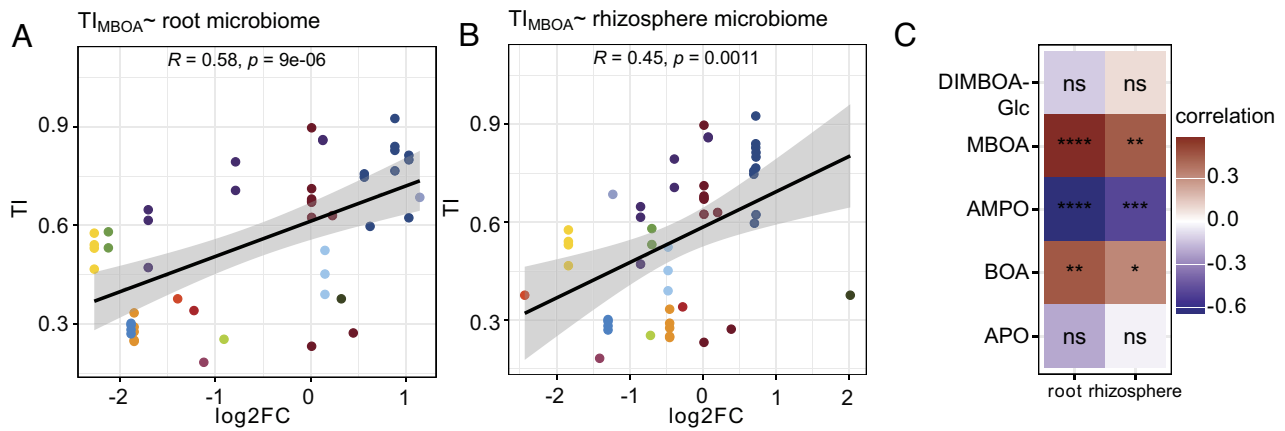 A
TI_MBOA ~ root microbiome
R = 0.58, p = 9e-06
TI
0.9
0.6
0.3
-2
-1
0
1
log2FC
B
TI_MBOA ~ rhizosphere microbiome
R = 0.45, p = 0.0011
TI
0.9
0.6
0.3
-2
-1
0
1
2
log2FC
C
DIMBOA-
Glc
ns
ns
MBOA
****
**
AMPO
****
***
BOA
**
*
APO
ns
ns
root rhizosphere
correlation
0.3
0.0
-0.3
-0.6